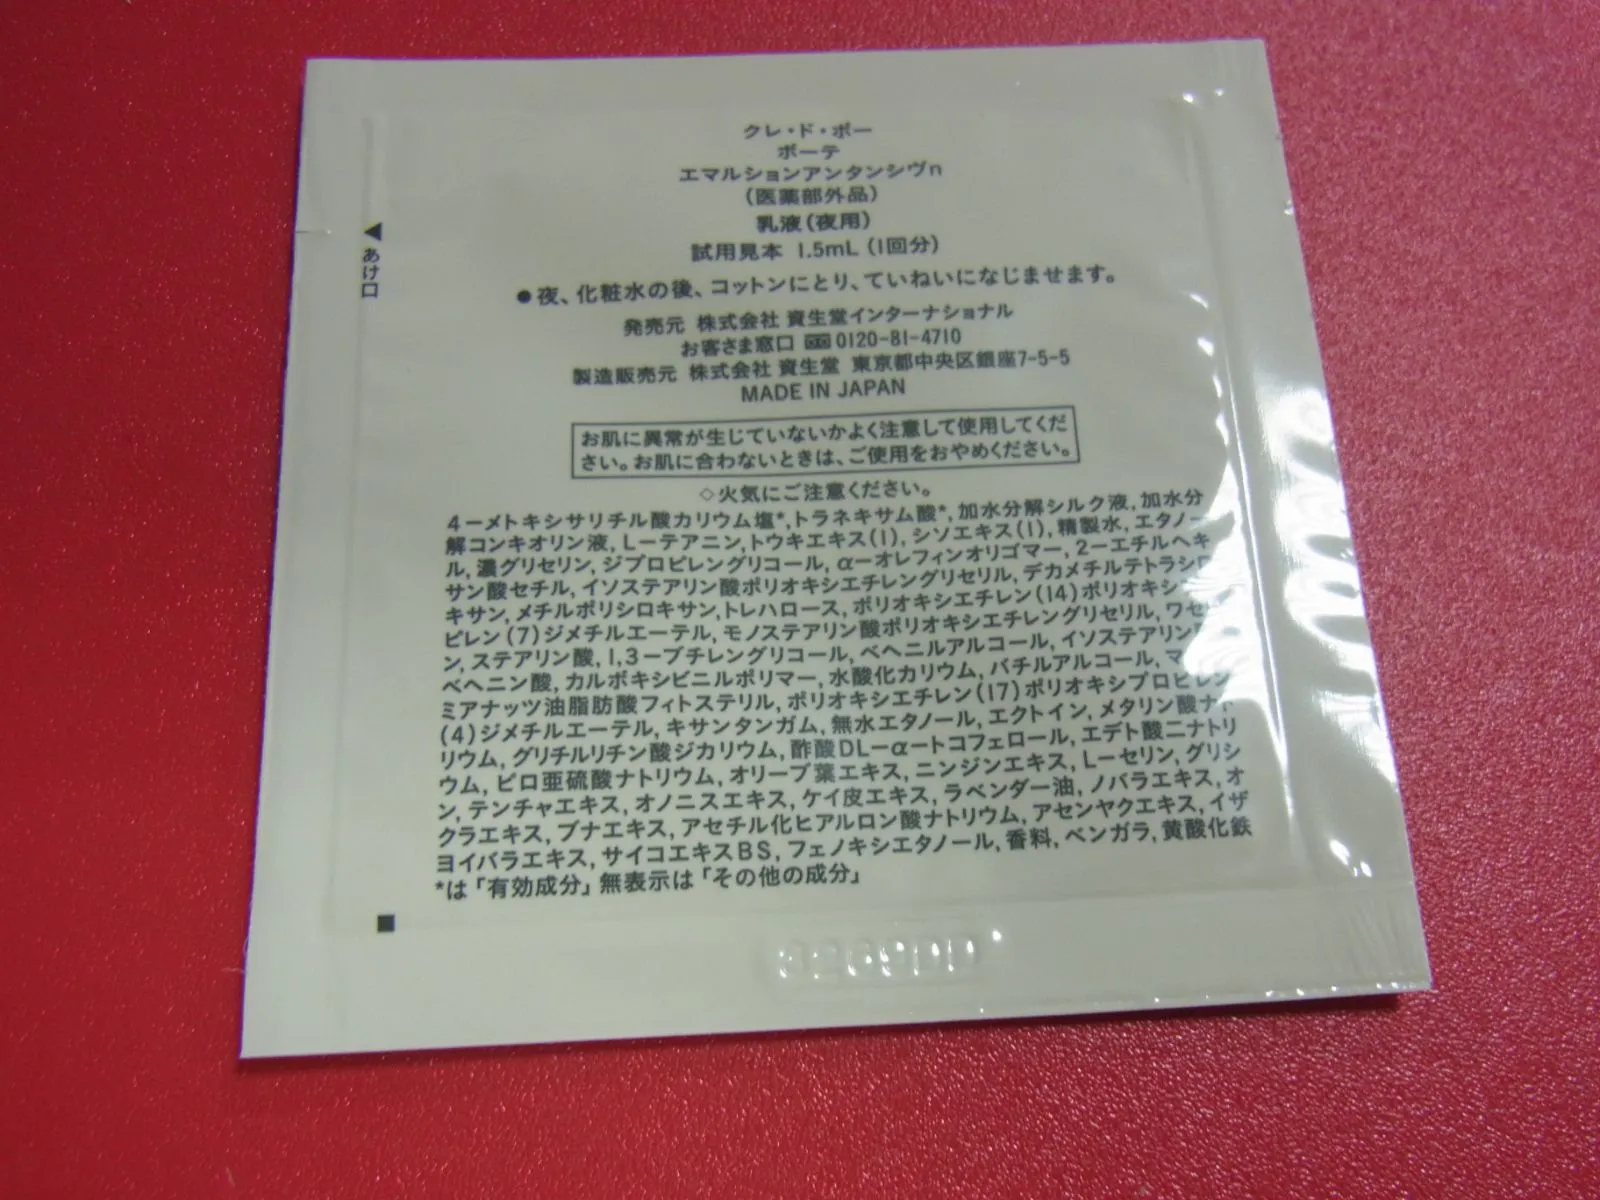 クレ・ド・ポー
ボーテ
エマルションアンタンシヴn
(医薬部外品)
乳液(夜用)
試用見本 1.5mL (1回分)
◀あけ口
●夜、化粧水の後、コットンにとり、ていねいになじませます。
発売元 株式会社 資生堂インターナショナル
お客さま窓口 0120-81-4710
製造販売元 株式会社 資生堂 東京都中央区銀座7-5-5
MADE IN JAPAN
お肌に異常が生じていないかよく注意して使用してくだ
さい。お肌に合わないときは、ご使用をおやめください。
◇火気にご注意ください。
4-メトキシサリチル酸カリウム塩*,トラネキサム酸*,加水分解シルク液,加水分
解コンキオリン液,L-テアニン,トウキエキス(1),シソエキス(1),精製水,エタノー
ル,濃グリセリン,ジプロピレングリコール,α-オレフィンオリゴマー,2-エチルヘキ
サン酸セチル,イソステアリン酸ポリオキシエチレングリセリル,デカメチルテトラシロ
キサン,メチルポリシロキサン,トレハロース,ポリオキシエチレン(14)ポリオキシ
ピレン(7)ジメチルエーテル,モノステアリン酸ポリオキシエチレングリセリル,ワセ
ン,ステアリン酸,1,3-ブチレングリコール,ベヘニルアルコール,イソステアリン
ベヘニン酸,カルボキシビニルポリマー,水酸化カリウム,バチルアルコール,マ
ミアナッツ油脂肪酸フィトステリル,ポリオキシエチレン(17)ポリオキシプロピレン
(4)ジメチルエーテル,キサンタンガム,無水エタノール,エクトイン,メタリン酸ナト
リウム,グリチルリチン酸ジカリウム,酢酸DL-α-トコフェロール,エデト酸二ナトリ
ウム,ピロ亜硫酸ナトリウム,オリーブ葉エキス,ニンジンエキス,L-セリン,グリシ
ン,テンチャエキス,オノニスエキス,ケイ皮エキス,ラベンダー油,ノバラエキス,オ
クラエキス,ブナエキス,アセチル化ヒアルロン酸ナトリウム,アセンヤクエキス,イザ
ヨイバラエキス,サイコエキスBS,フェノキシエタノール,香料,ベンガラ,黄酸化鉄
*は「有効成分」無表示は「その他の成分」
■